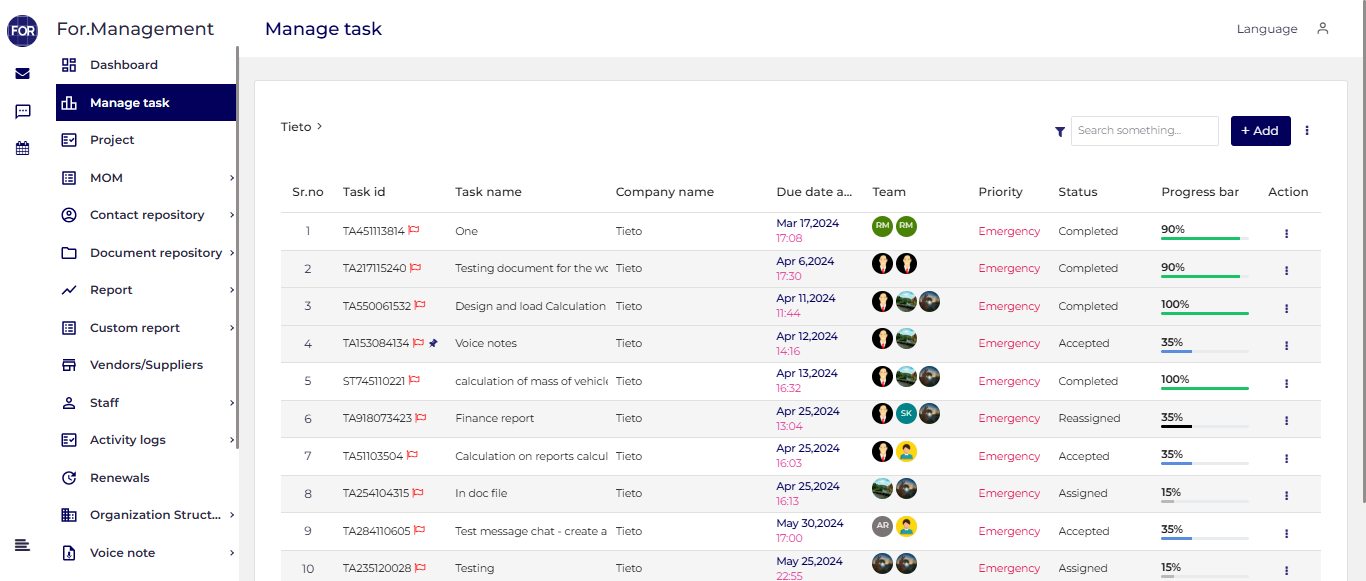 FOR For.Management
Manage task
Language
Dashboard
Manage task
Project
MOM
Contact repository
Document repository
Report
Custom report
Vendors/Suppliers
Staff
Activity logs
Renewals
Organization Struct...
Voice note
Tieto >
Search something...
+ Add
Sr.no Task id Task name Company name Due date a... Team Priority Status Progress bar Action
1 TA451113814 One Tieto Mar 17,2024 17:08 RM RM Emergency Completed 90%
2 TA217115240 Testing document for the wo Tieto Apr 6,2024 17:30 Emergency Completed 90%
3 TA550061532 Design and load Calculation Tieto Apr 11,2024 11:44 Emergency Completed 100%
4 TA153084134 Voice notes Tieto Apr 12,2024 14:16 Emergency Accepted 35%
5 ST745110221 calculation of mass of vehicle Tieto Apr 13,2024 16:32 Emergency Completed 100%
6 TA918073423 Finance report Tieto Apr 25,2024 13:04 SK Emergency Reassigned 35%
7 TA51103504 Calculation on reports calcul Tieto Apr 25,2024 16:03 Emergency Accepted 35%
8 TA254104315 In doc file Tieto Apr 25,2024 16:13 Emergency Assigned 15%
9 TA284110605 Test message chat - create a Tieto May 30,2024 17:00 AR Emergency Accepted 35%
10 TA235120028 Testing Tieto May 25,2024 22:55 Emergency Assigned 15%